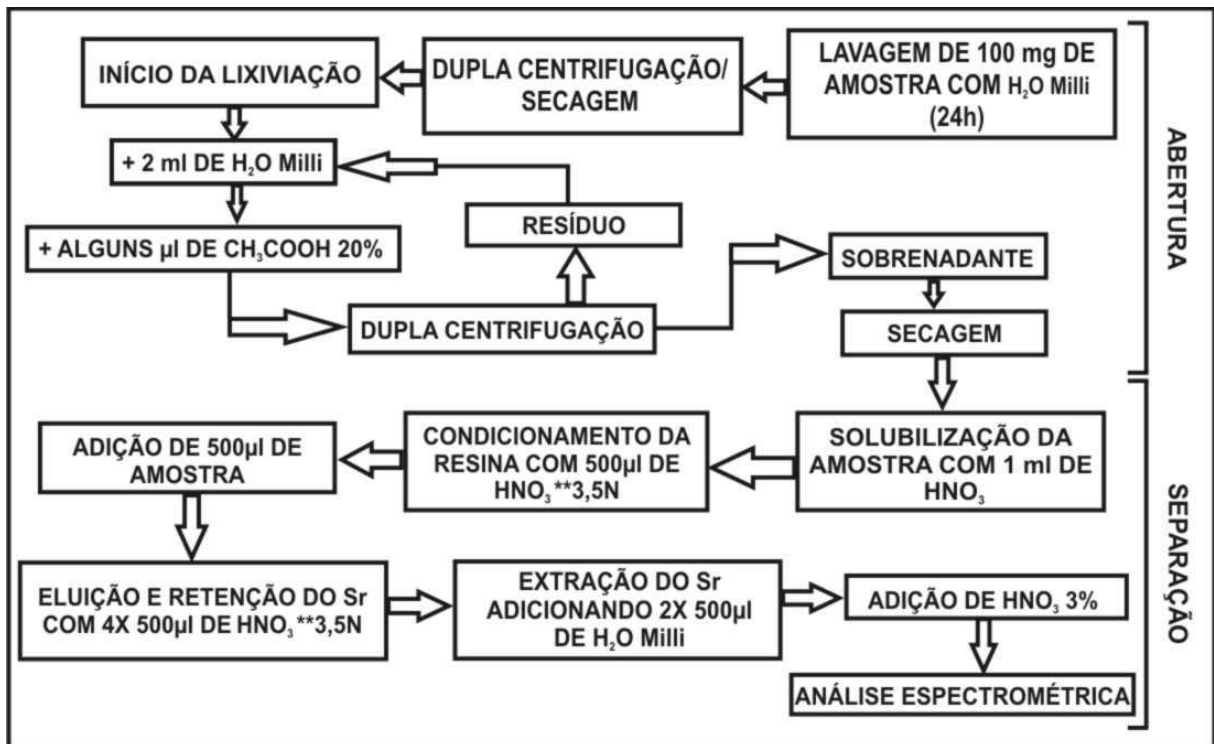 LAVAGEM DE 100 mg DE
AMOSTRA COM H₂O Milli
(24h)
DUPLA CENTRIFUGAÇÃO/
SECAGEM
INÍCIO DA LIXIVIAÇÃO
+ 2 ml DE H₂O Milli
+ ALGUNS µl DE CH₃COOH 20%
DUPLA CENTRIFUGAÇÃO
RESÍDUO
SOBRENADANTE
SECAGEM
ABERTURA
SOLUBILIZAÇÃO DA
AMOSTRA COM 1 ml DE
HNO₃
CONDICIONAMENTO DA
RESINA COM 500µl DE
HNO₃ **3,5N
ADIÇÃO DE 500µl DE
AMOSTRA
ELUIÇÃO E RETENÇÃO DO Sr
COM 4X 500µl DE HNO₃ **3,5N
EXTRAÇÃO DO Sr
ADICIONANDO 2X 500µl
DE H₂O Milli
ADIÇÃO DE HNO₃ 3%
ANÁLISE ESPECTROMÉTRICA
SEPARAÇÃO